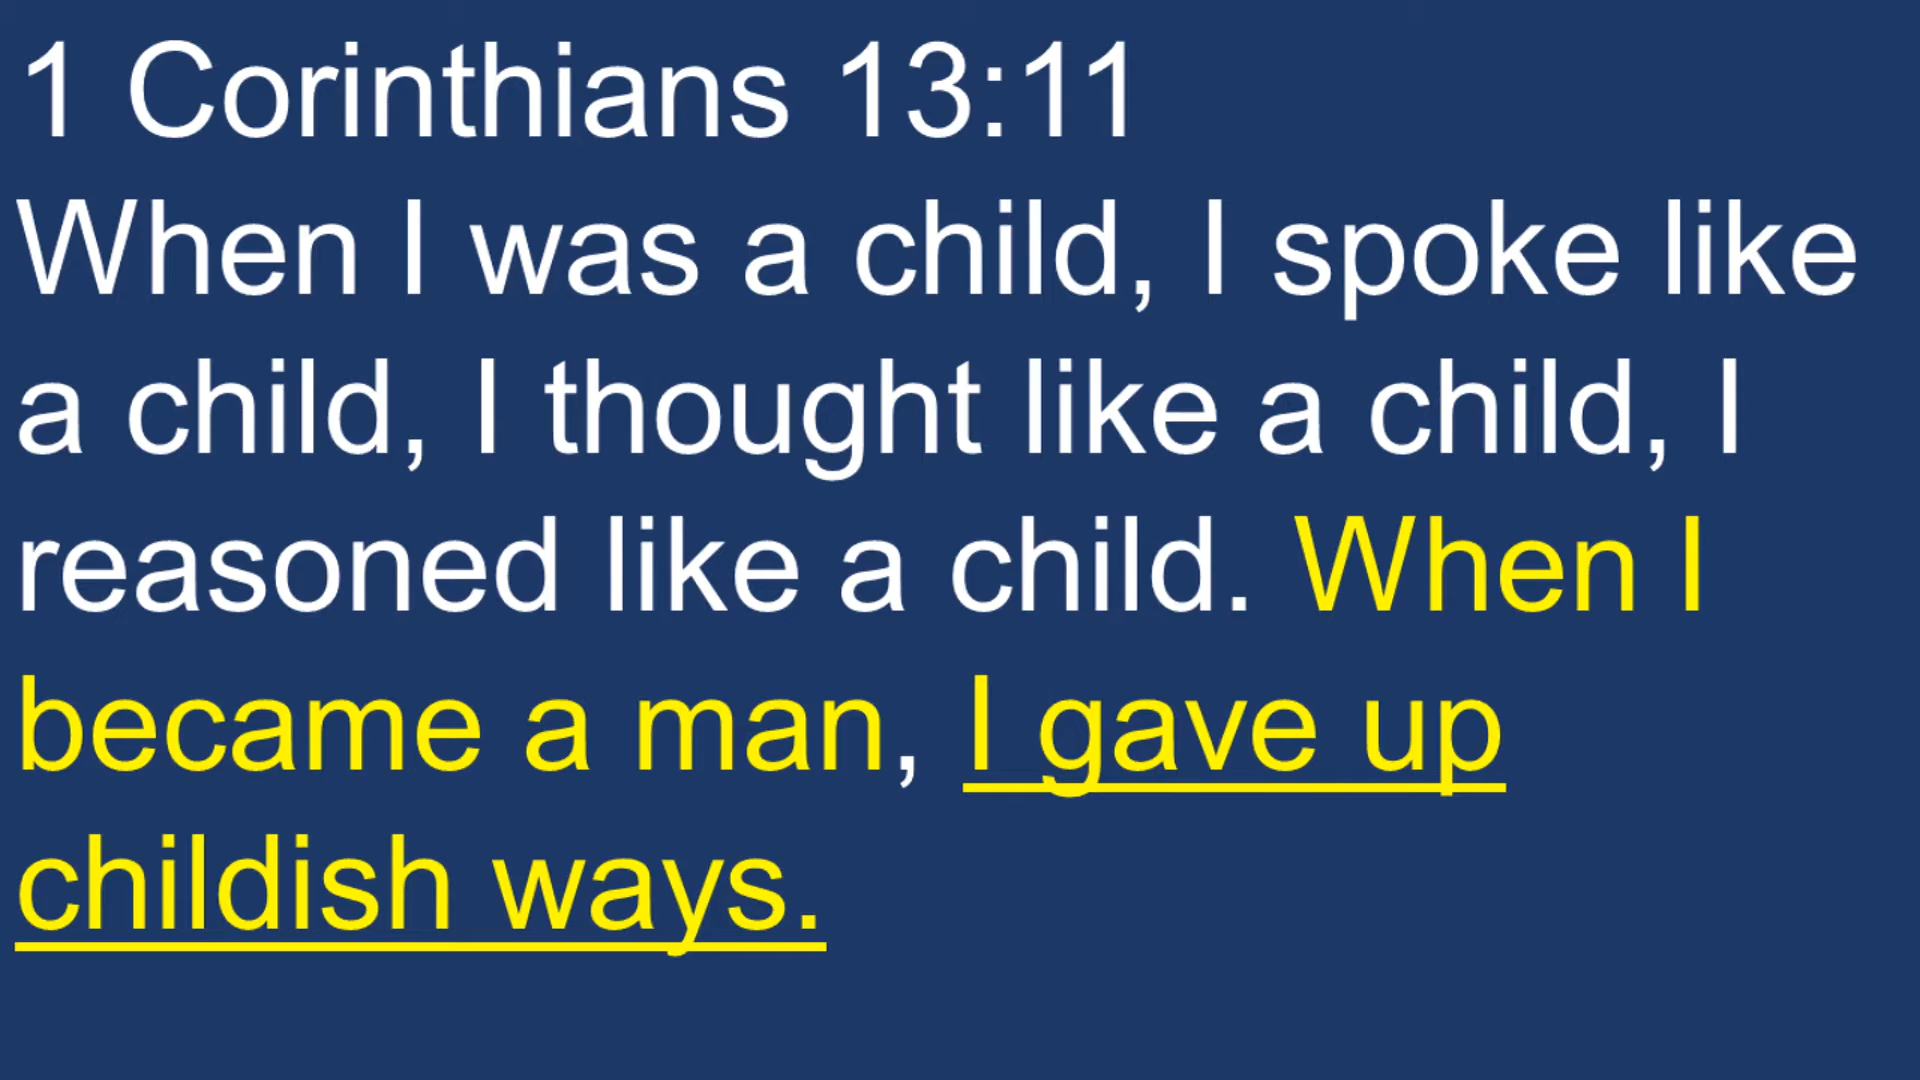 1 Corinthians 13:11
When I was a child, I spoke like
a child, I thought like a child, I
reasoned like a child. When I
became a man, I gave up
childish ways.